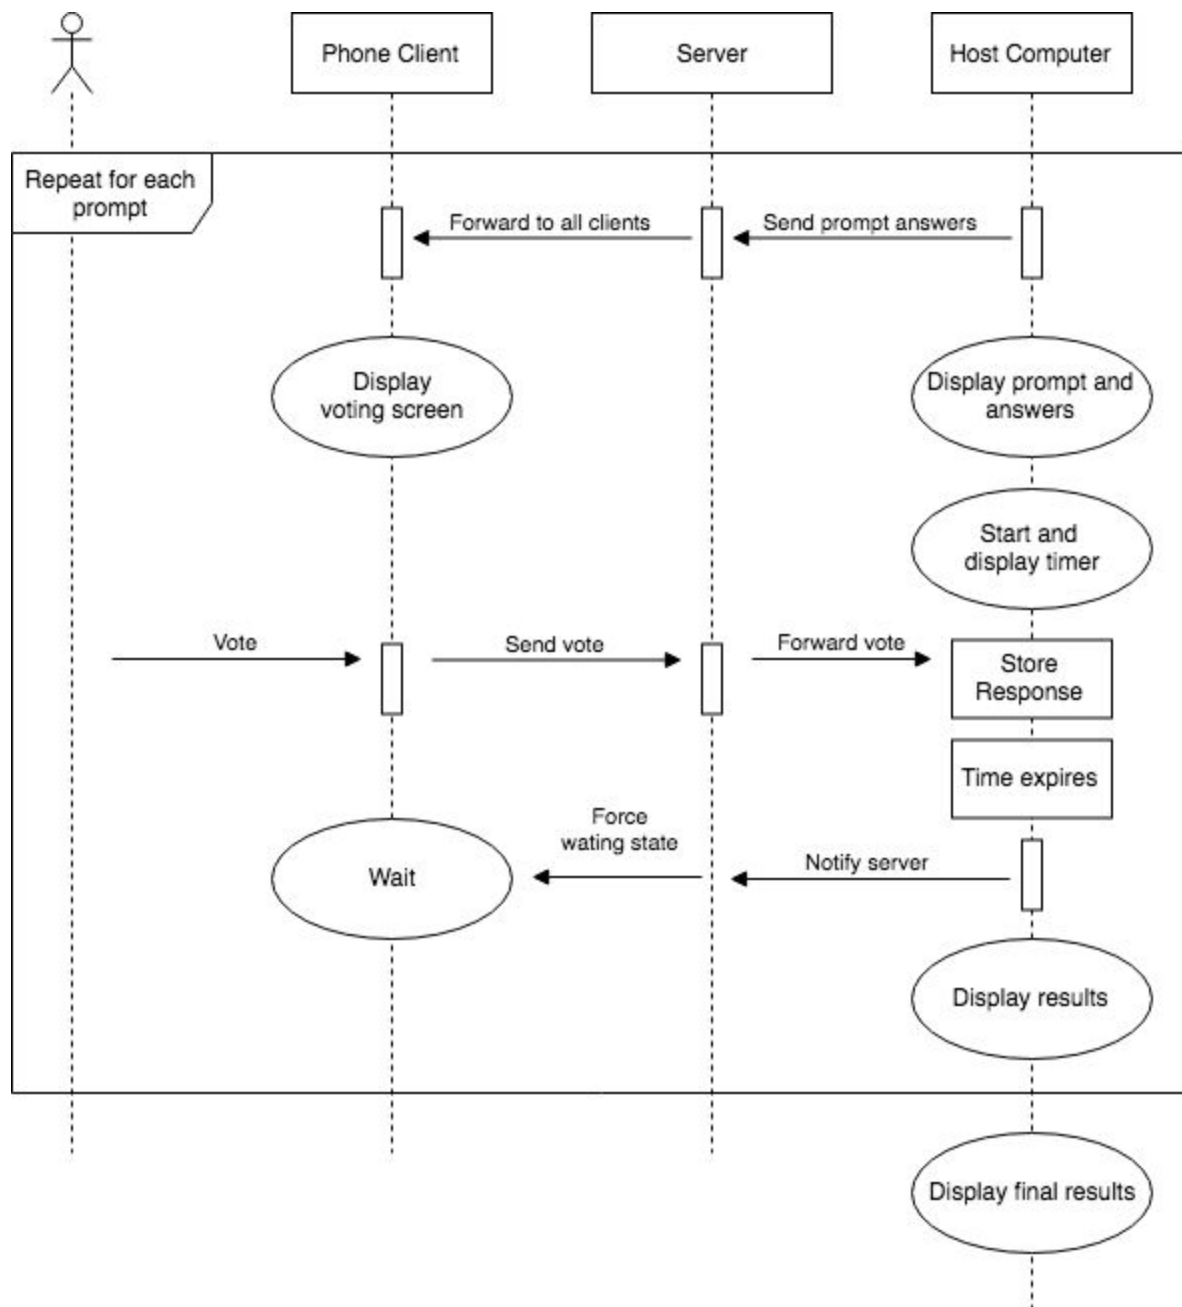 Phone Client
Server
Host Computer
Repeat for each
prompt
Forward to all clients
Send prompt answers
Display
voting screen
Display prompt and
answers
Start and
display timer
Vote
Send vote
Forward vote
Store
Response
Time expires
Force
wating state
Wait
Notify server
Display results
Display final results